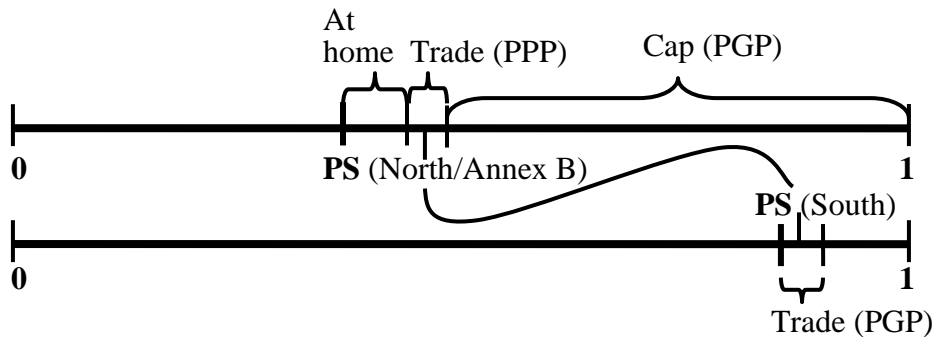 At
home Trade (PPP) Cap (PGP)
0 PS (North/Annex B) 1
PS (South)
0 1
Trade (PGP)